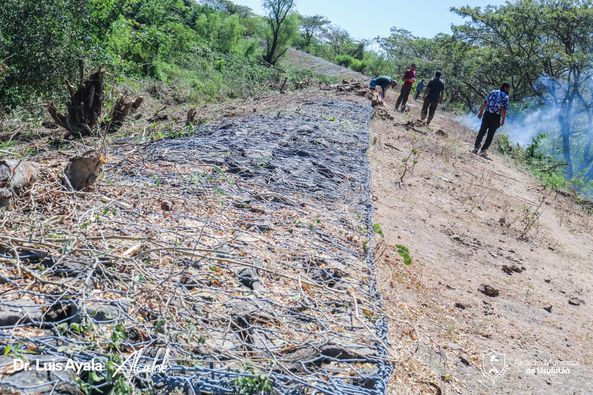 Dr. Luis Ayala Alcalde
Alcaldía Municipal
de Usulután